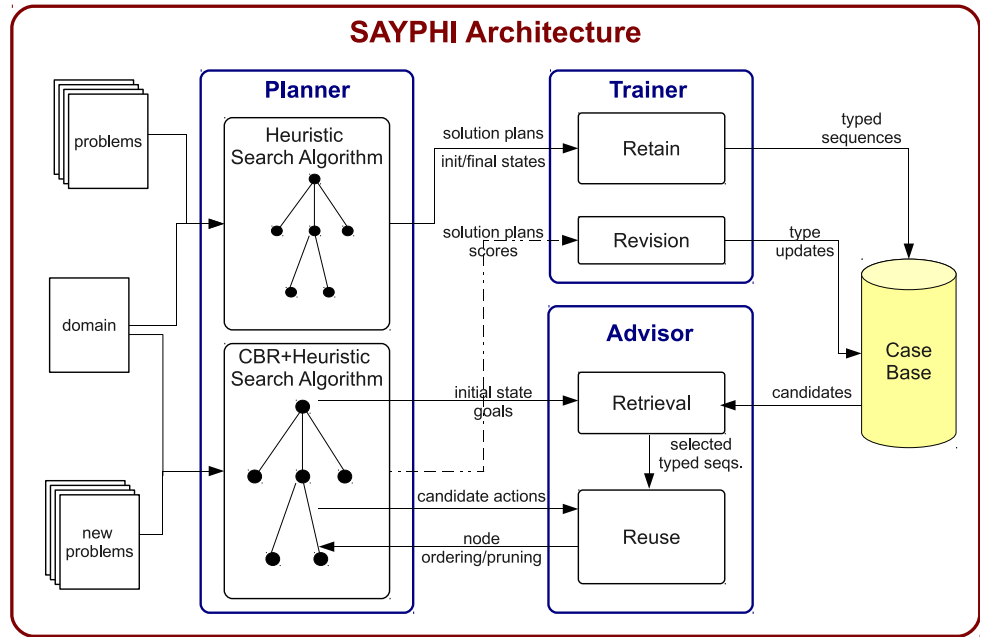 SAYPHI Architecture
problems
domain
new
problems
Planner
Heuristic
Search Algorithm
CBR+Heuristic
Search Algorithm
solution plans
init/final states
solution plans
scores
initial state
goals
candidate actions
node
ordering/pruning
Trainer
Retain
Revision
Advisor
Retrieval
selected
typed seqs.
Reuse
typed
sequences
type
updates
candidates
Case
Base